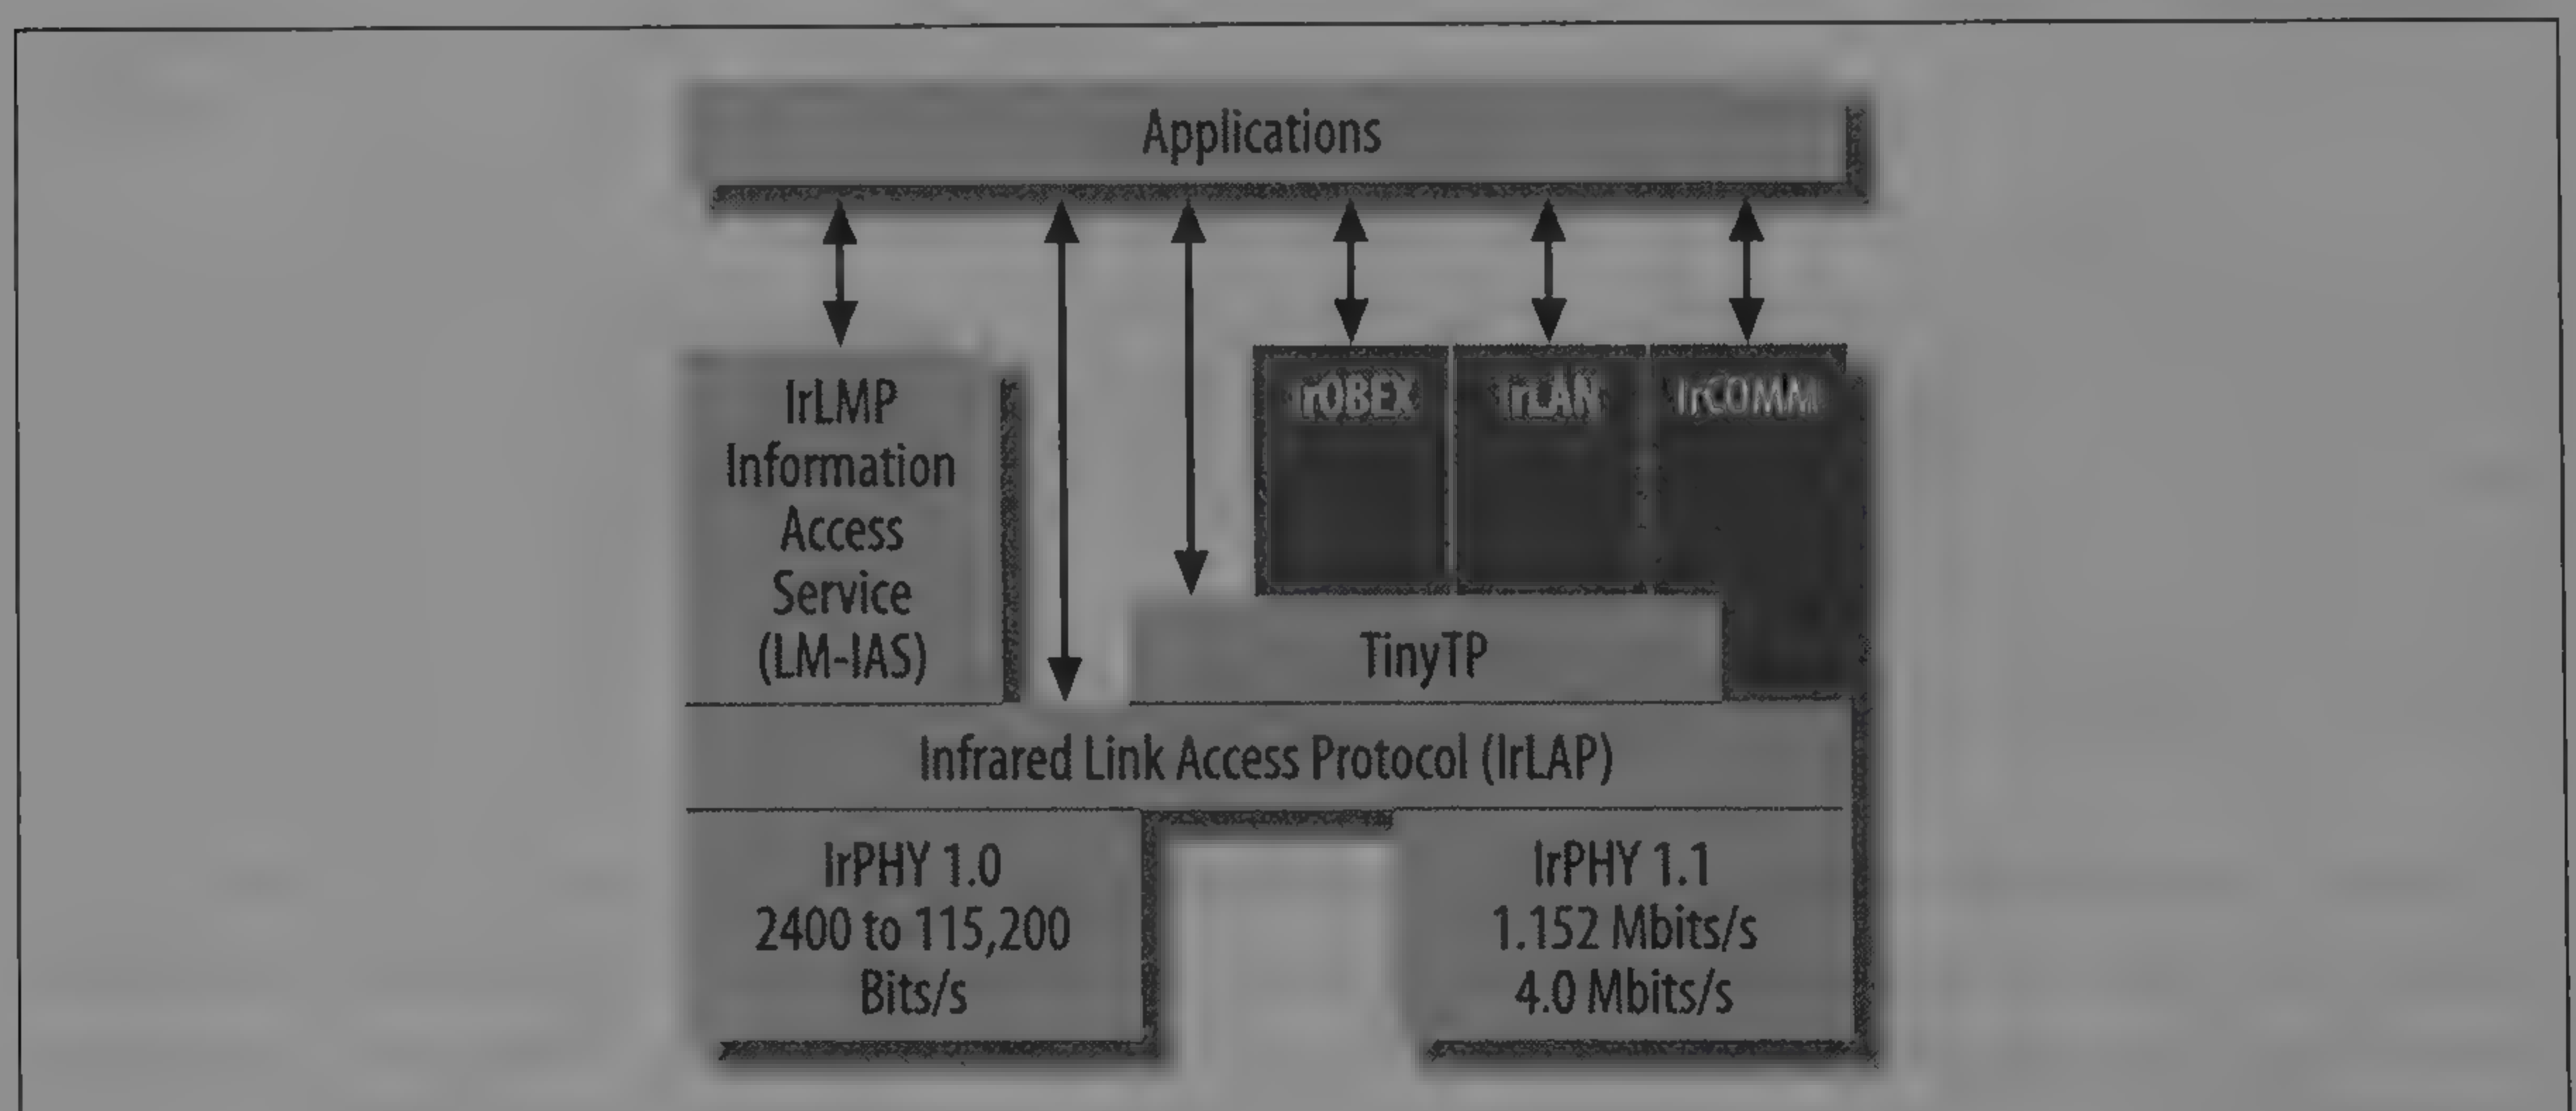 Applications
IrLMP
Information
Access
Service
(LM-IAS)
IrOBEX
IrLAN
IrCOMM
TinyTP
Infrared Link Access Protocol (IrLAP)
IrPHY 1.0
2400 to 115,200
Bits/s
IrPHY 1.1
1.152 Mbits/s
4.0 Mbits/s